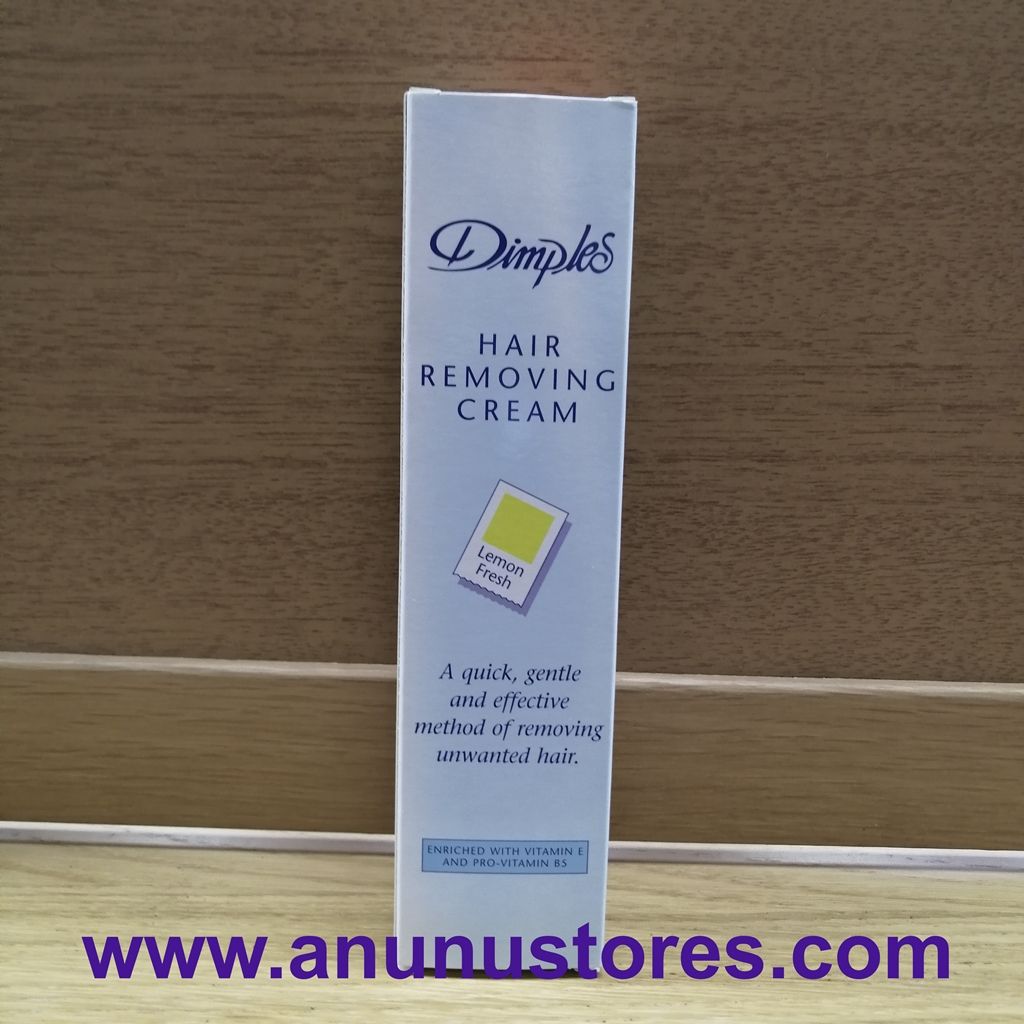 Dimples
HAIR
REMOVING
CREAM
Lemon
Fresh
A quick, gentle
and effective
method of removing
unwanted hair.
ENRICHED WITH VITAMIN E
AND PRO-VITAMIN B5
www.anunustores.com